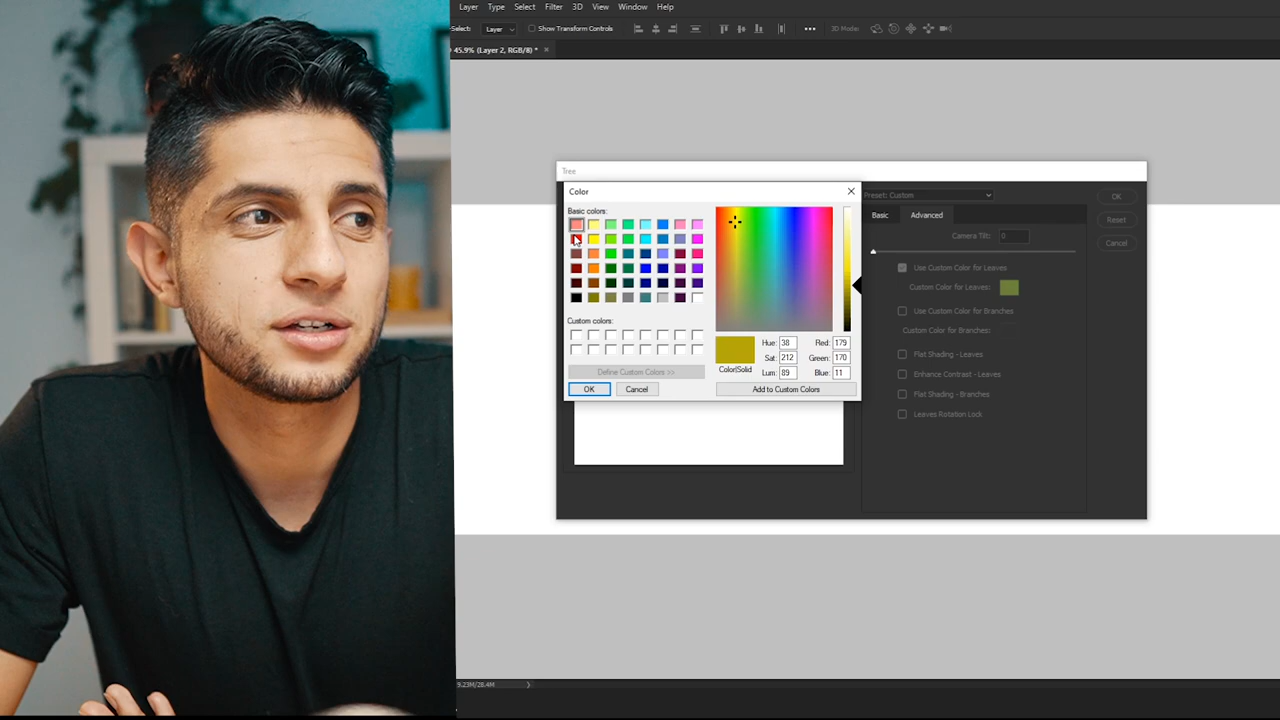 Layer Type Select Filter 3D View Window Help
Select: Layer Show Transform Controls ••• 3D Mode:
45.9% (Layer 2, RGB/8) * ×
Tree
Color
Basic colors:
Custom colors:
Define Custom Colors >>
OK Cancel
Color|Solid
Hue: 38 Red: 179
Sat: 212 Green: 170
Lum: 89 Blue: 11
Add to Custom Colors
Preset: Custom
Basic Advanced
Camera Tilt: 0
Use Custom Color for Leaves
Custom Color for Leaves:
Use Custom Color for Branches
Custom Color for Branches:
Flat Shading - Leaves
Enhance Contrast - Leaves
Flat Shading - Branches
Leaves Rotation Lock
OK
Reset
Cancel
9.23M/28.4M